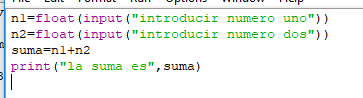 n1=float(input("introducir numero uno"))
n2=float(input("introducir numero dos"))
suma=n1+n2
print("la suma es",suma)